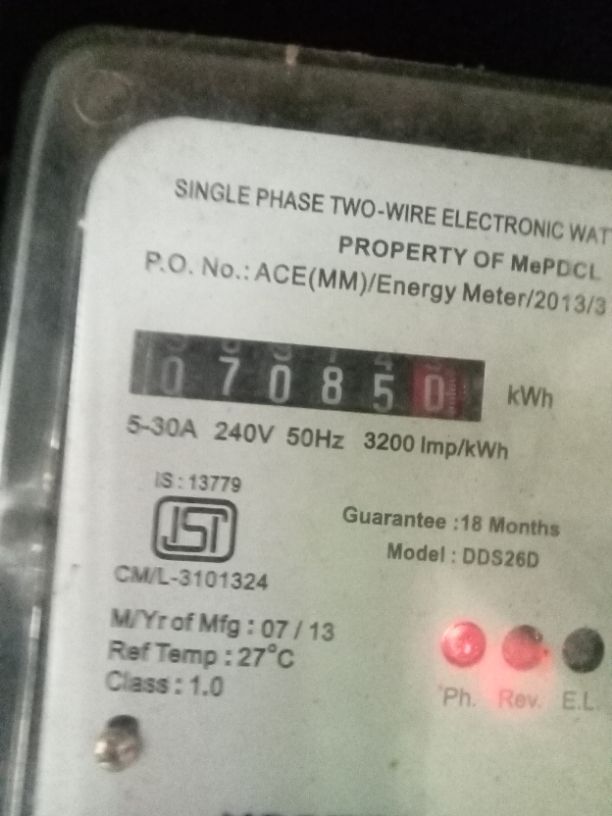 SINGLE PHASE TWO-WIRE ELECTRONIC
PROPERTY OF MePDCL
P.O. No.: ACE(MM)/Energy Meter/2013/3
070850 kWh
5-30A 240V 50Hz 3200 Imp/kWh
IS : 13779
ISI
CM/L-3101324
Guarantee :18 Months
Model : DDS26D
M/Yr of Mfg : 07 / 13
Ref Temp : 27°C
Class : 1.0
Ph. Rev. E.L.